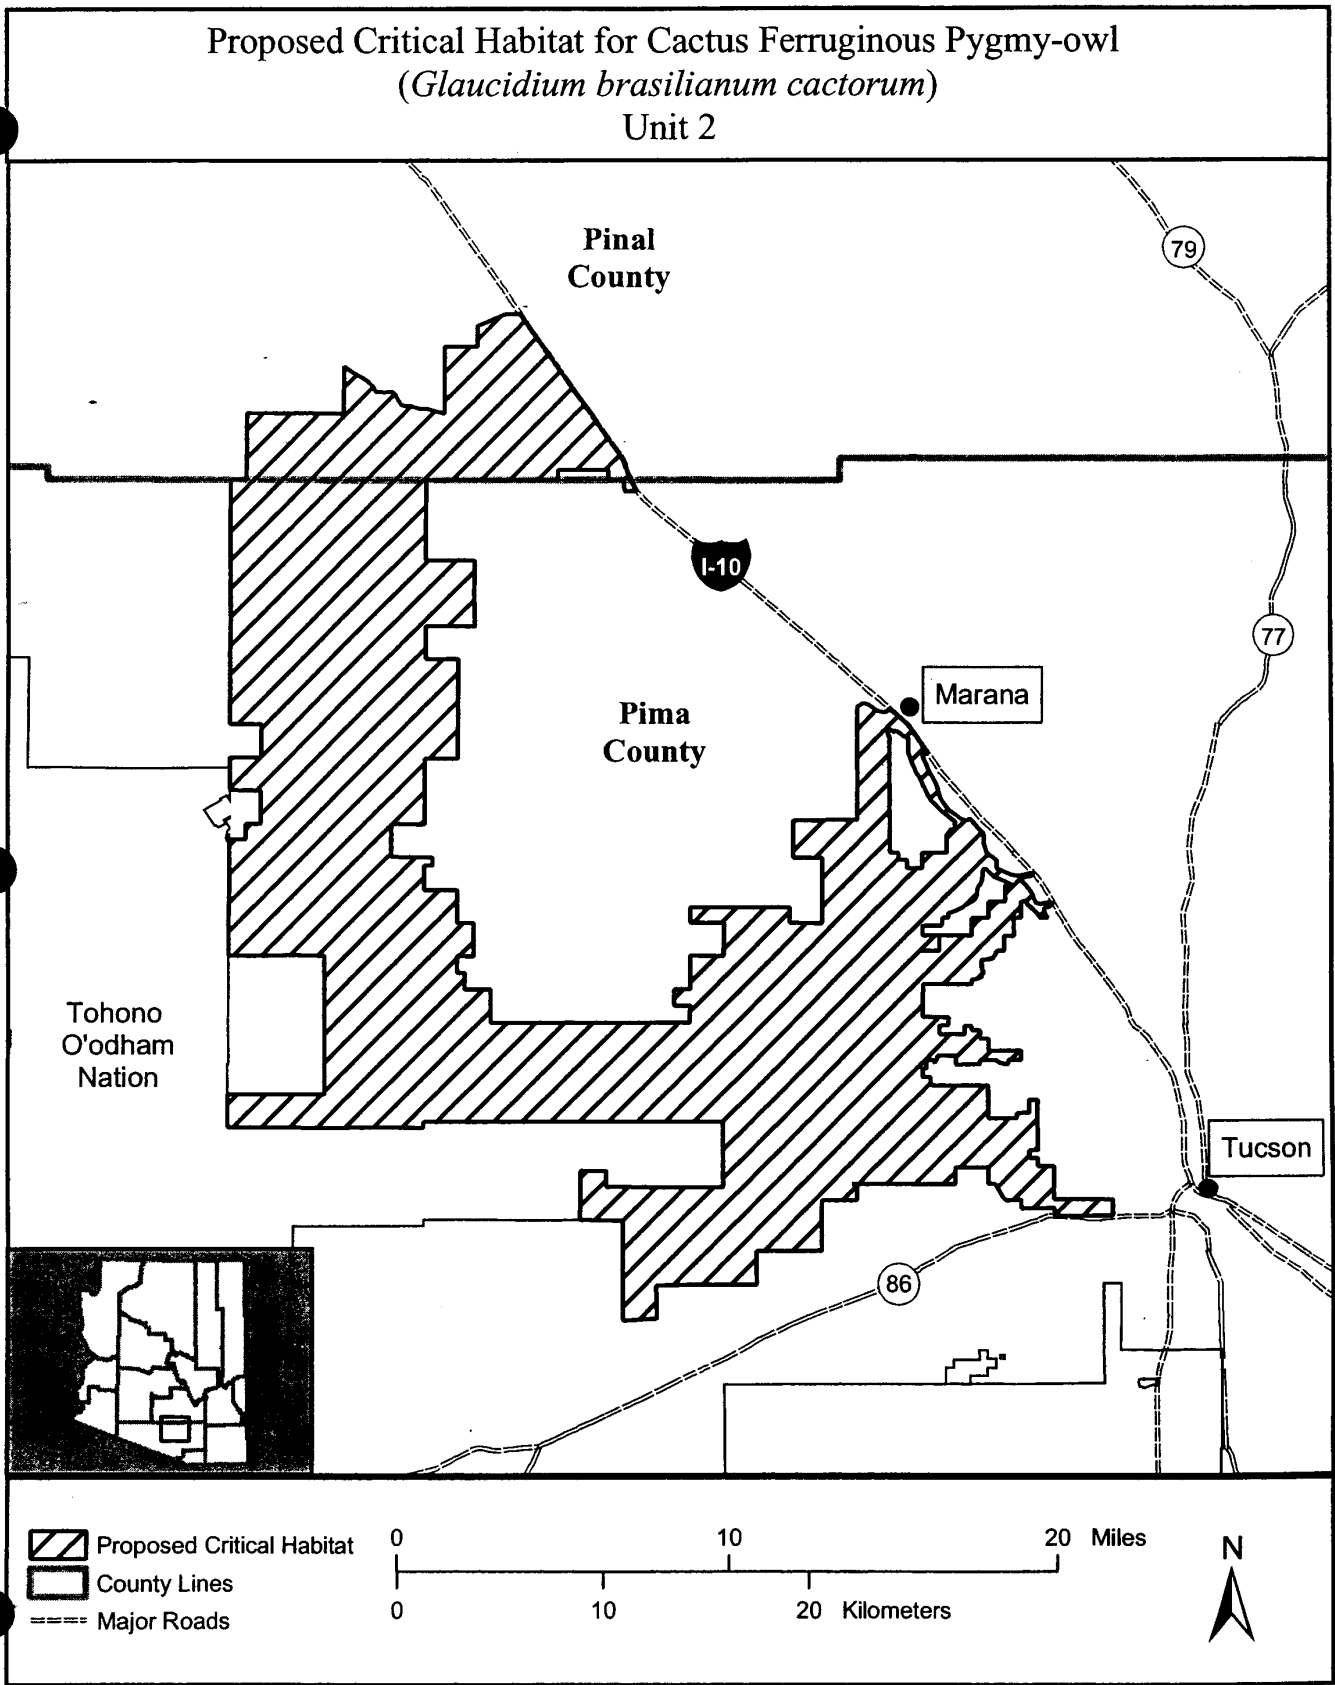 Proposed Critical Habitat for Cactus Ferruginous Pygmy-owl
(Glaucidium brasilianum cactorum)
Unit 2
Pinal
County
79
I-10
77
Marana
Pima
County
Tohono
O'odham
Nation
Tucson
86
Proposed Critical Habitat
County Lines
Major Roads
0 10 20 Miles
0 10 20 Kilometers
N